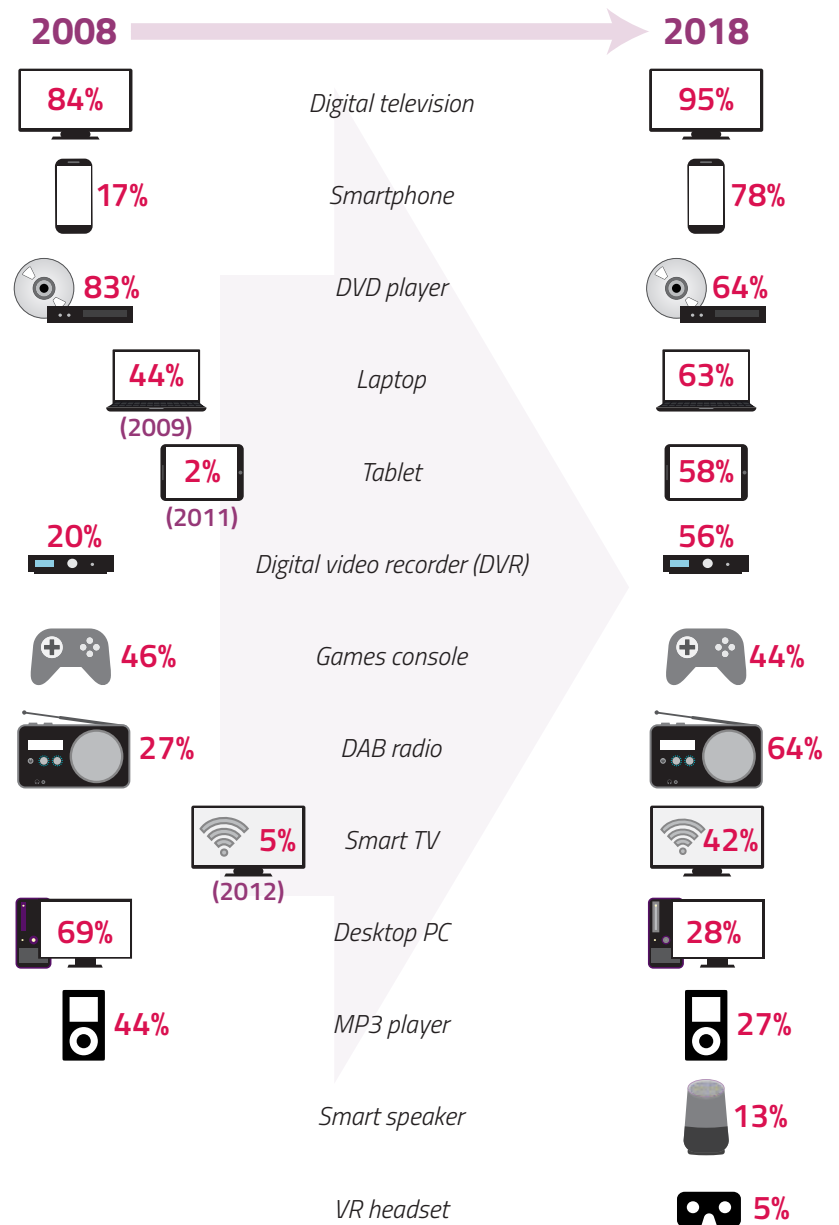 2008 2018
84% Digital television 95%
17% Smartphone 78%
83% DVD player 64%
44% Laptop 63%
(2009)
2% Tablet 58%
(2011)
20% 56%
Digital video recorder (DVR)
46% Games console 44%
27% DAB radio 64%
5% Smart TV 42%
(2012)
69% Desktop PC 28%
44% MP3 player 27%
Smart speaker 13%
VR headset 5%